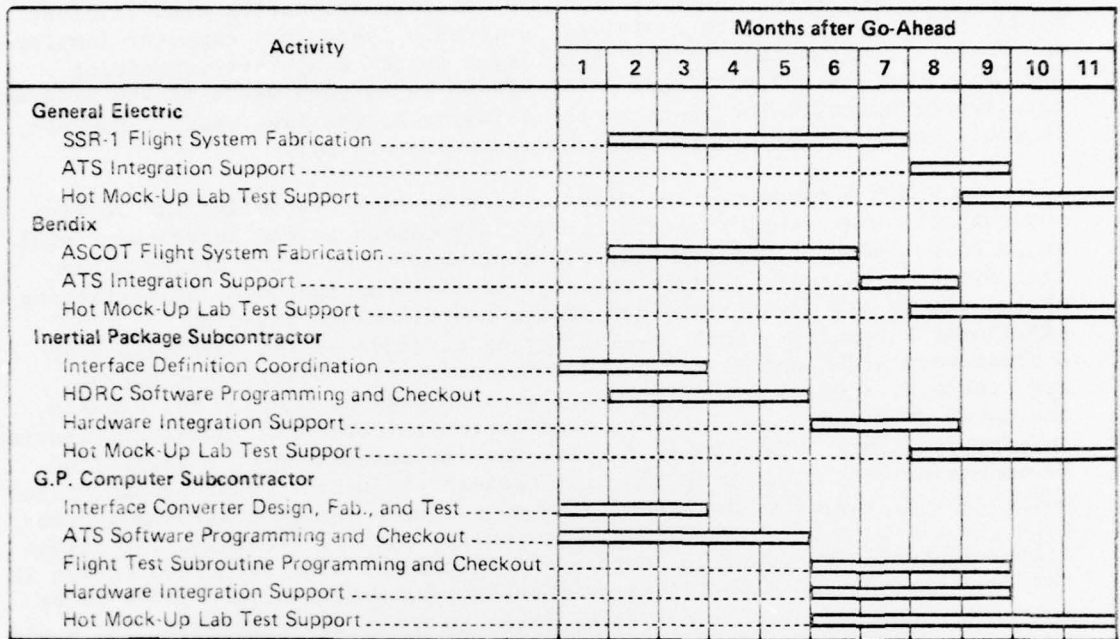 Activity
Months after Go-Ahead
1 2 3 4 5 6 7 8 9 10 11
General Electric
SSR-1 Flight System Fabrication
ATS Integration Support
Hot Mock-Up Lab Test Support
Bendix
ASCOT Flight System Fabrication
ATS Integration Support
Hot Mock-Up Lab Test Support
Inertial Package Subcontractor
Interface Definition Coordination
HDRC Software Programming and Checkout
Hardware Integration Support
Hot Mock-Up Lab Test Support
G.P. Computer Subcontractor
Interface Converter Design, Fab., and Test
ATS Software Programming and Checkout
Flight Test Subroutine Programming and Checkout
Hardware Integration Support
Hot Mock-Up Lab Test Support